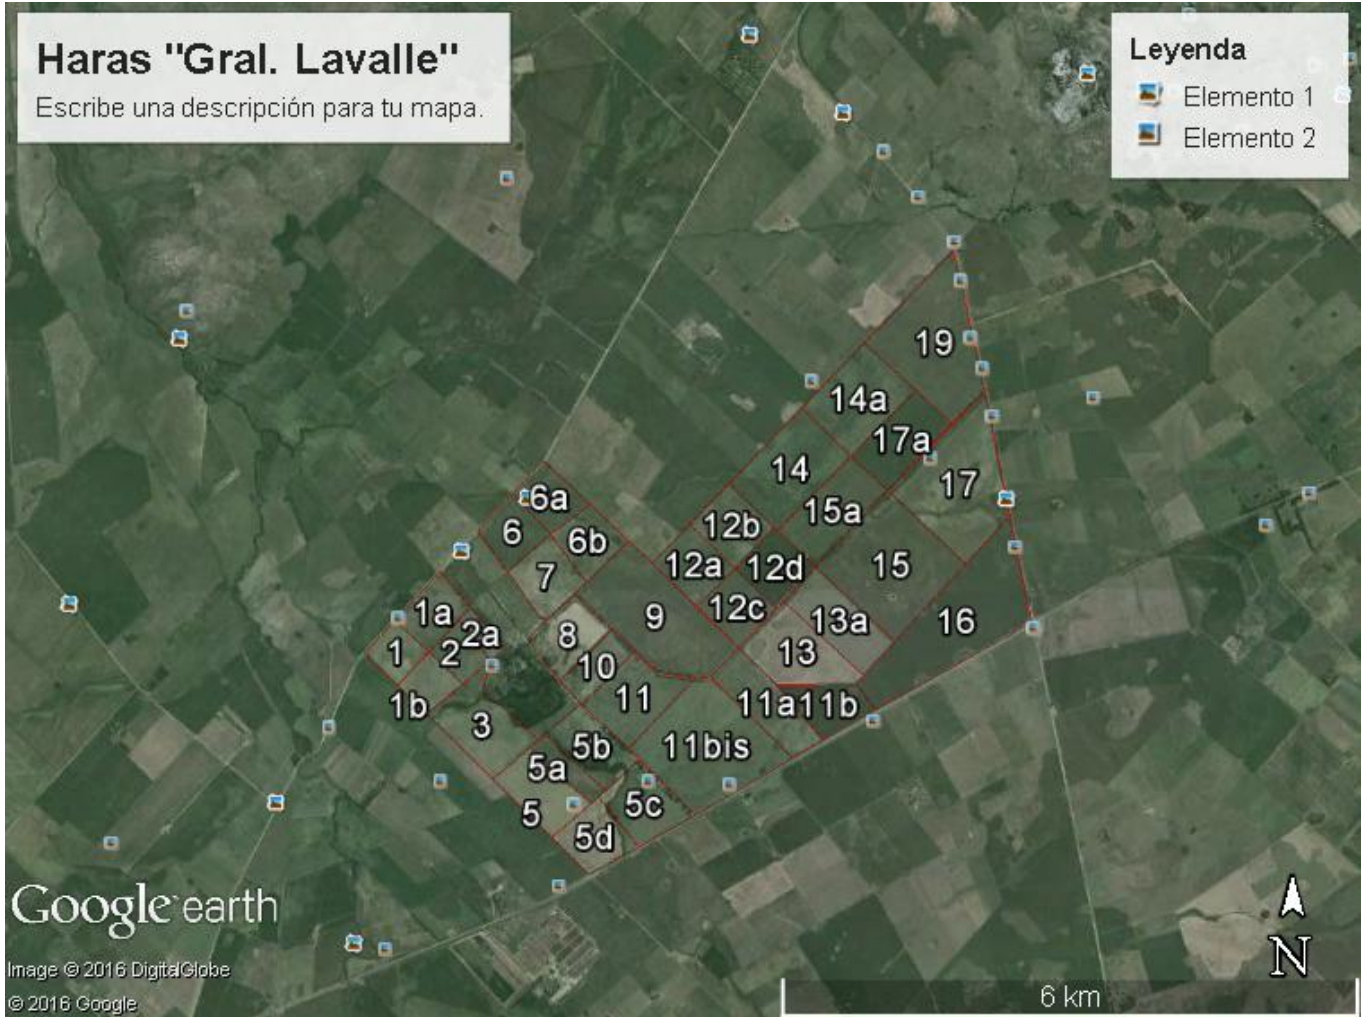 Haras "Gral. Lavalle"
Escribe una descripción para tu mapa.
Leyenda
Elemento 1
Elemento 2
19
14a
17a
14
17
15a
6a
12b
6
6b
12a
12d
15
7
12c
1a
9
13a
16
2a
8
1
2
13
10
11
1b
11a
11b
3
5b
11bis
5a
5c
5
5d
Google earth
N
Image © 2016 DigitalGlobe
© 2016 Google
6 km